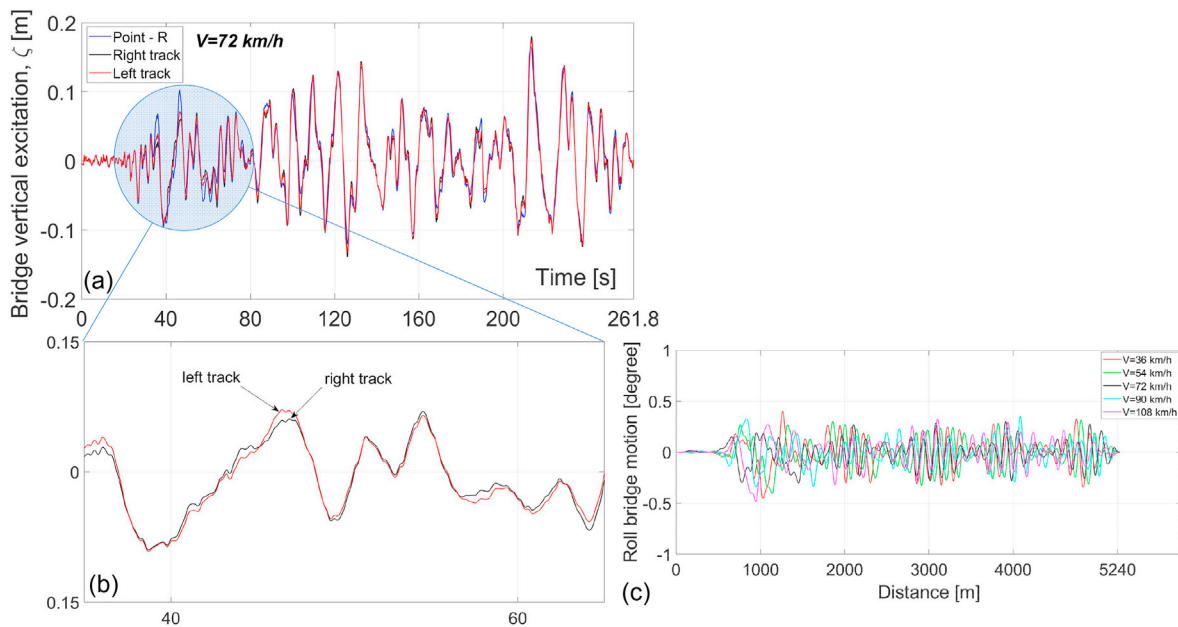 0.2
Point - R
Right track
Left track
V=72 km/h
0.1
0
-0.1
-0.2
Bridge vertical excitation, ζ [m]
(a)
Time [s]
0 40 80 120 160 200 261.8
0.15
left track
right track
0
0.15
(b)
40 60
1
0.5
0
-0.5
-1
Roll bridge motion [degree]
V=36 km/h
V=54 km/h
V=72 km/h
V=90 km/h
V=108 km/h
0 1000 2000 3000 4000 5240
(c)
Distance [m]